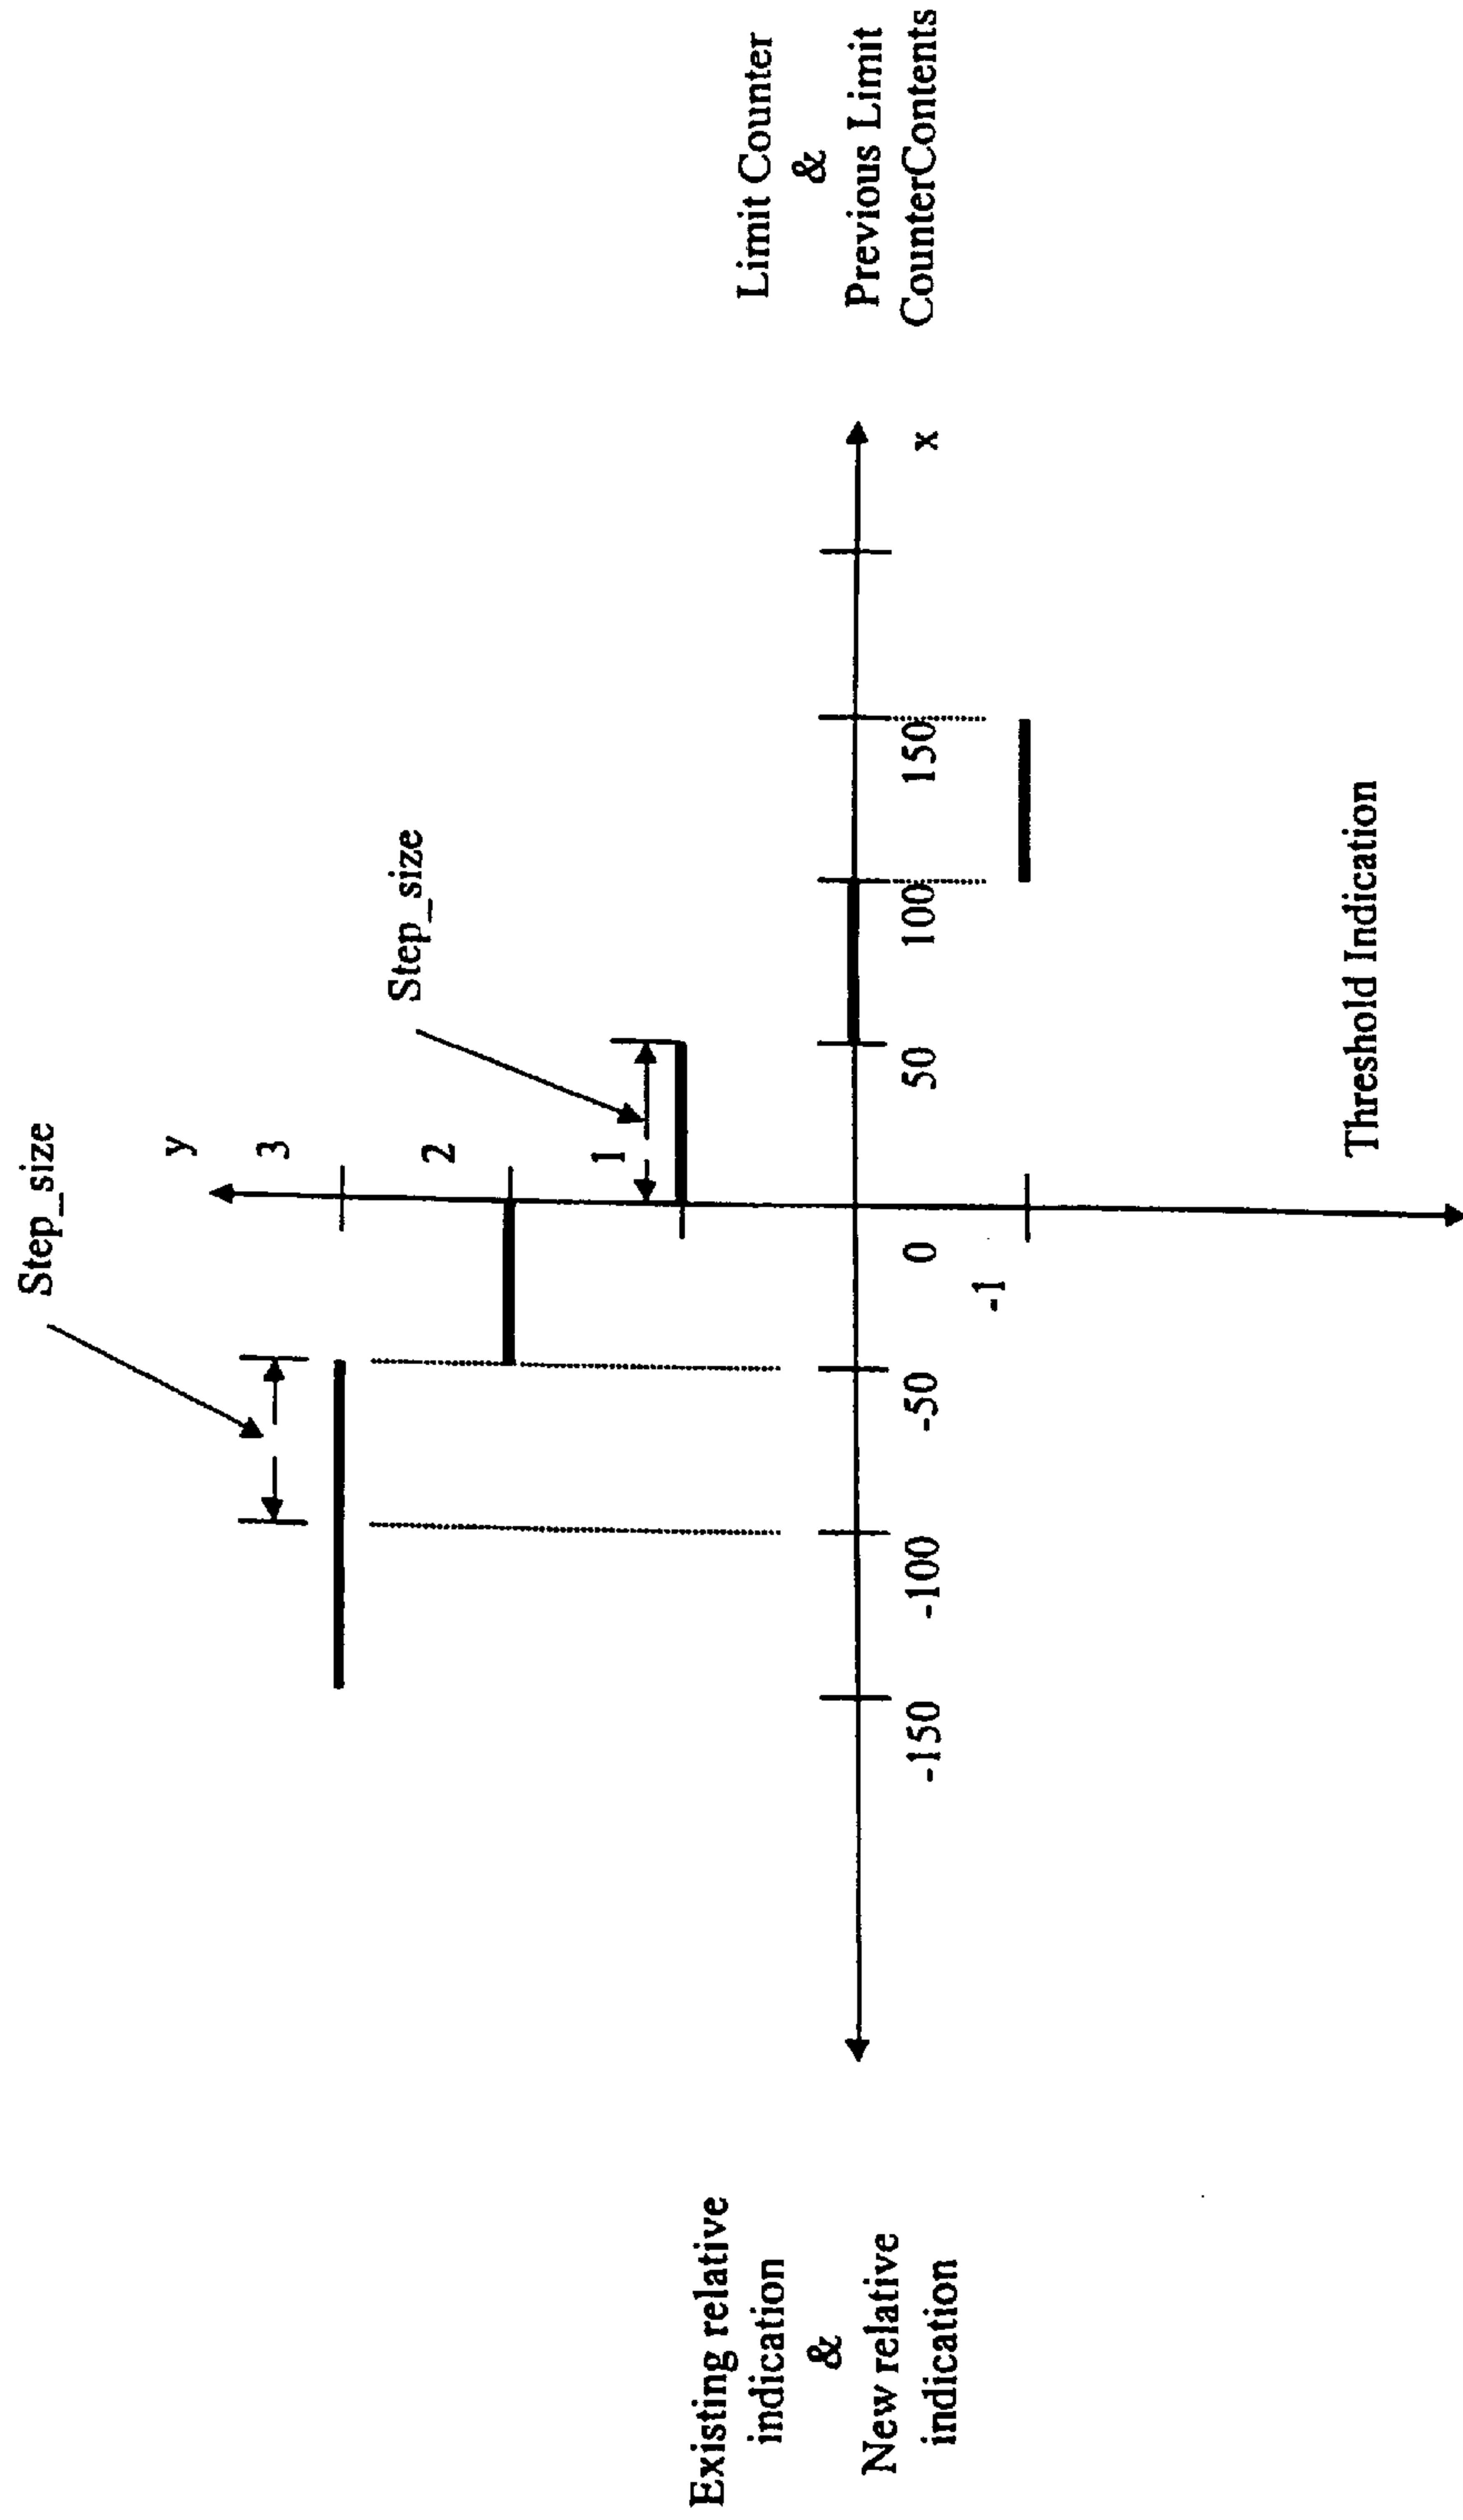 Step_size
y
3
2
Step_size
1
Existing relative
indication
&
New relative
indication
Limit Counter
&
Previous Limit
CounterContents
-150
-100
-50
0
50
100
150
x
-1
Threshold Indication